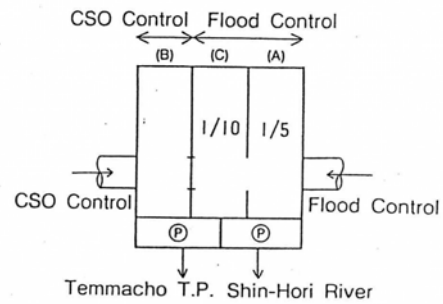 CSO Control Flood Control
(B) (C) (A)
1/10 1/5
CSO Control Flood Control
P P
Temmacho T.P. Shin-Hori River